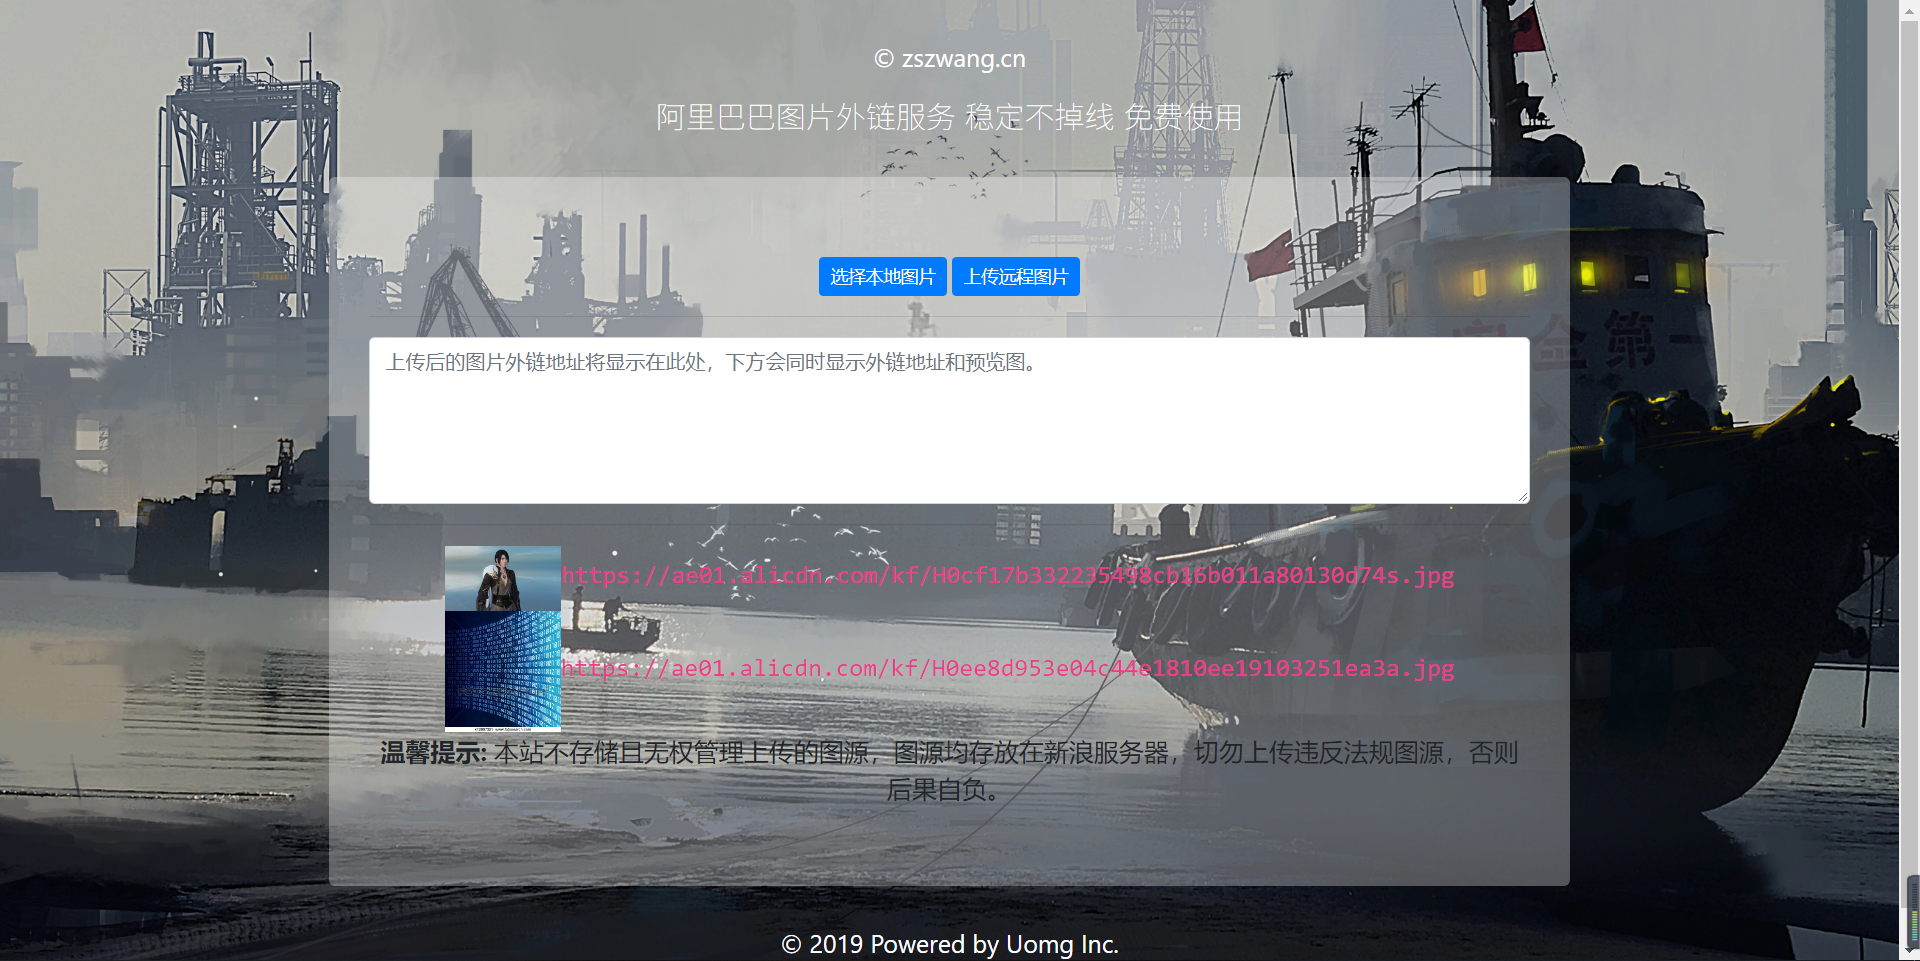 © zszwang.cn
阿里巴巴图片外链服务 稳定不掉线 免费使用
选择本地图片 上传远程图片
上传后的图片外链地址将显示在此处，下方会同时显示外链地址和预览图。
https://ae01.alicdn.com/kf/H0cf17b332235498cb16b011a80130d74s.jpg
https://ae01.alicdn.com/kf/H0ee8d953e04c44e1810ee19103251ea3a.jpg
温馨提示: 本站不存储且无权管理上传的图源，图源均存放在新浪服务器，切勿上传违反法规图源，否则
后果自负。
© 2019 Powered by Uomg Inc.